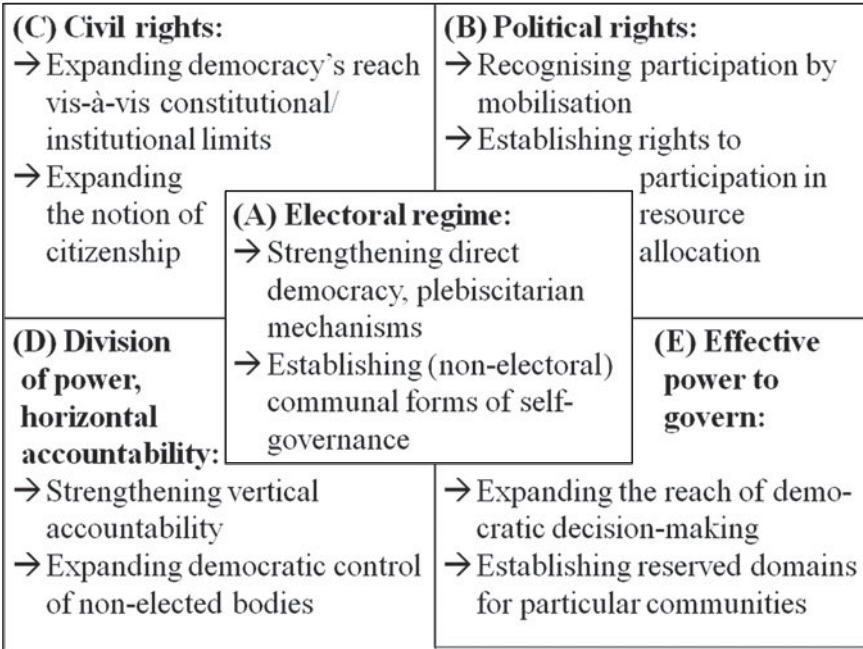 (C) Civil rights:
→ Expanding democracy's reach
vis-à-vis constitutional/
institutional limits
→ Expanding
the notion of
citizenship
(B) Political rights:
→ Recognising participation by
mobilisation
→ Establishing rights to
participation in
resource
allocation
(A) Electoral regime:
→ Strengthening direct
democracy, plebiscitarian
mechanisms
→ Establishing (non-electoral)
communal forms of self-
governance
(D) Division
of power,
horizontal
accountability:
→ Strengthening vertical
accountability
→ Expanding democratic control
of non-elected bodies
(E) Effective
power to
govern:
→ Expanding the reach of demo-
cratic decision-making
→ Establishing reserved domains
for particular communities